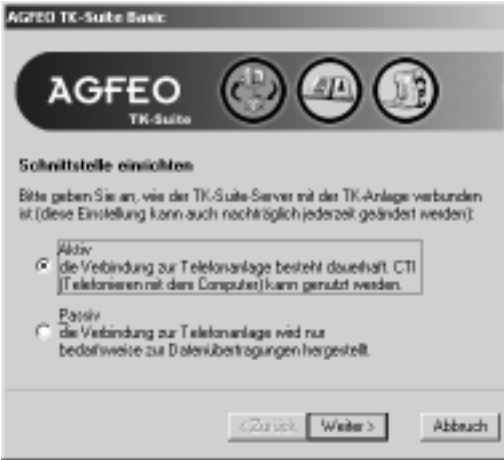 AGFEO TK-Suite Basic
AGFEO
TK-Suite
Schnittstelle einrichten
Bitte geben Sie an, wie der TK-Suite-Server mit der TK-Anlage verbunden
ist (diese Einstellung kann auch nachträglich jederzeit geändert werden):
Aktiv
die Verbindung zur Telefonanlage besteht dauerhaft. CTI
(Telefonieren mit dem Computer) kann genutzt werden.
Passiv
die Verbindung zur Telefonanlage wird nur
bedarfsweise zur Datenübertragungen hergestellt.
< Zurück
Weiter >
Abbruch